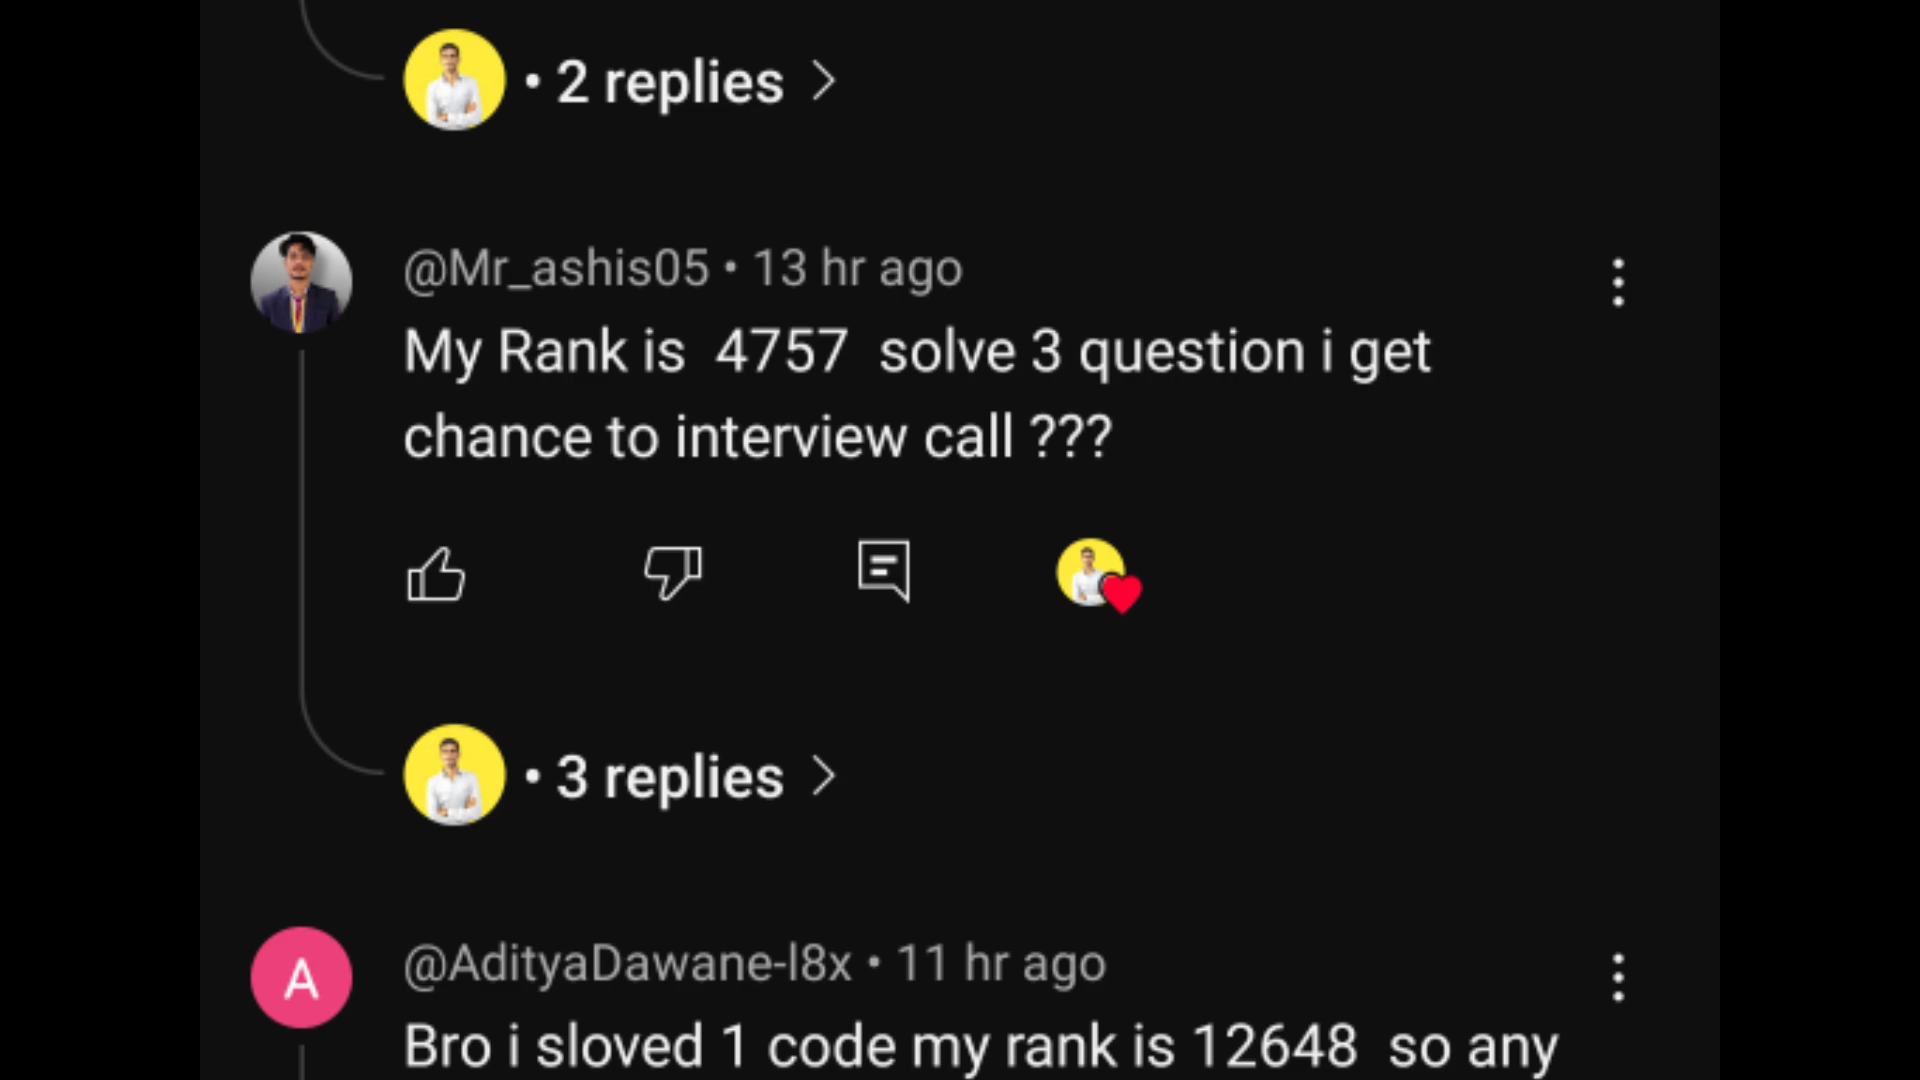 • 2 replies >
@Mr_ashis05 • 13 hr ago
My Rank is 4757 solve 3 question i get
chance to interview call ???
• 3 replies >
A
@AdityaDawane-l8x • 11 hr ago
Bro i sloved 1 code my rank is 12648 so any